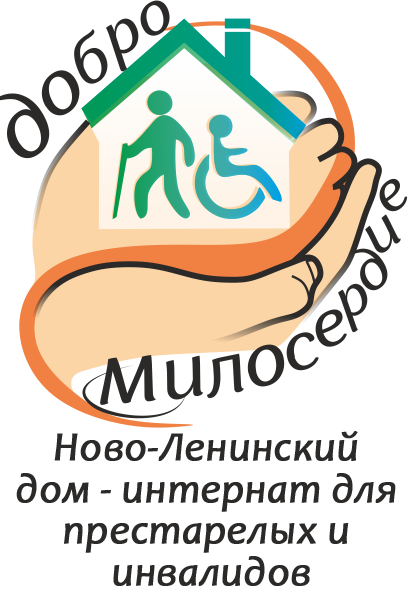 добро
Милосердие
Ново-Ленинский
дом - интернат для
престарелых и
инвалидов